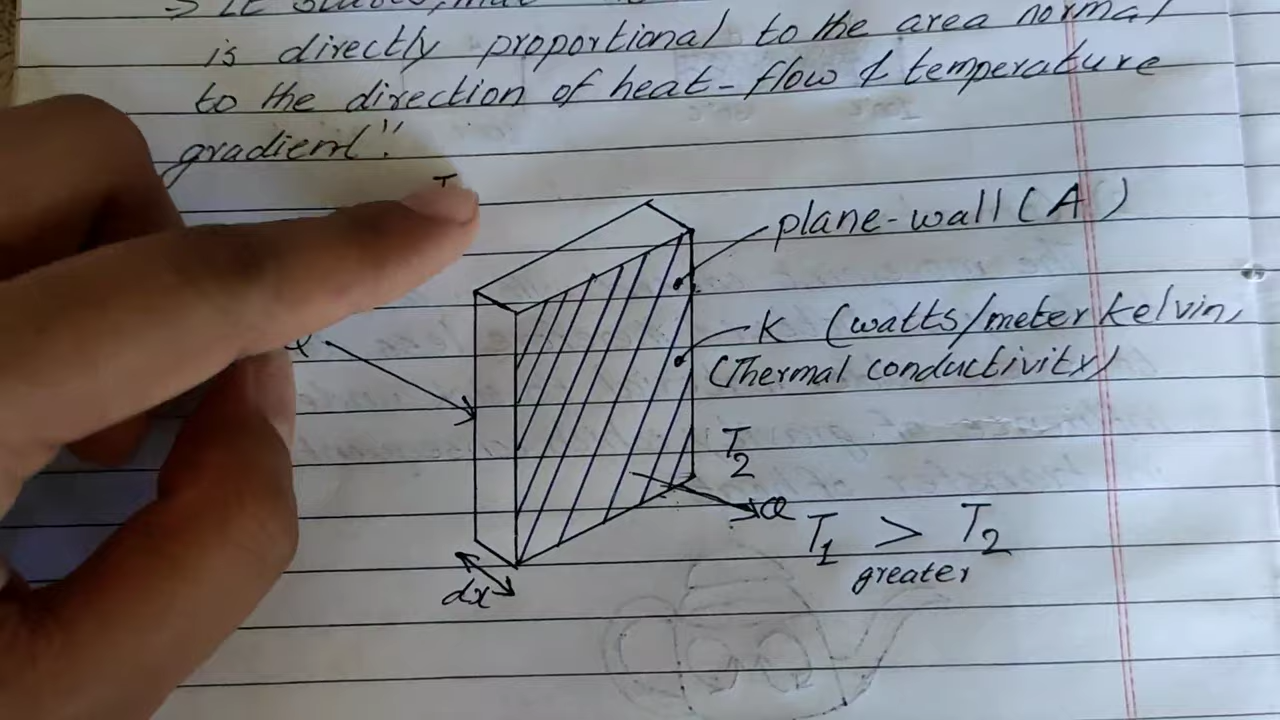 is directly proportional to the area normal
to the direction of heat-flow & temperature
gradient".
plane-wall (A)
K (watts/meter kelvin,
(Thermal conductivity)
T2
Q
T1 > T2
greater
dx